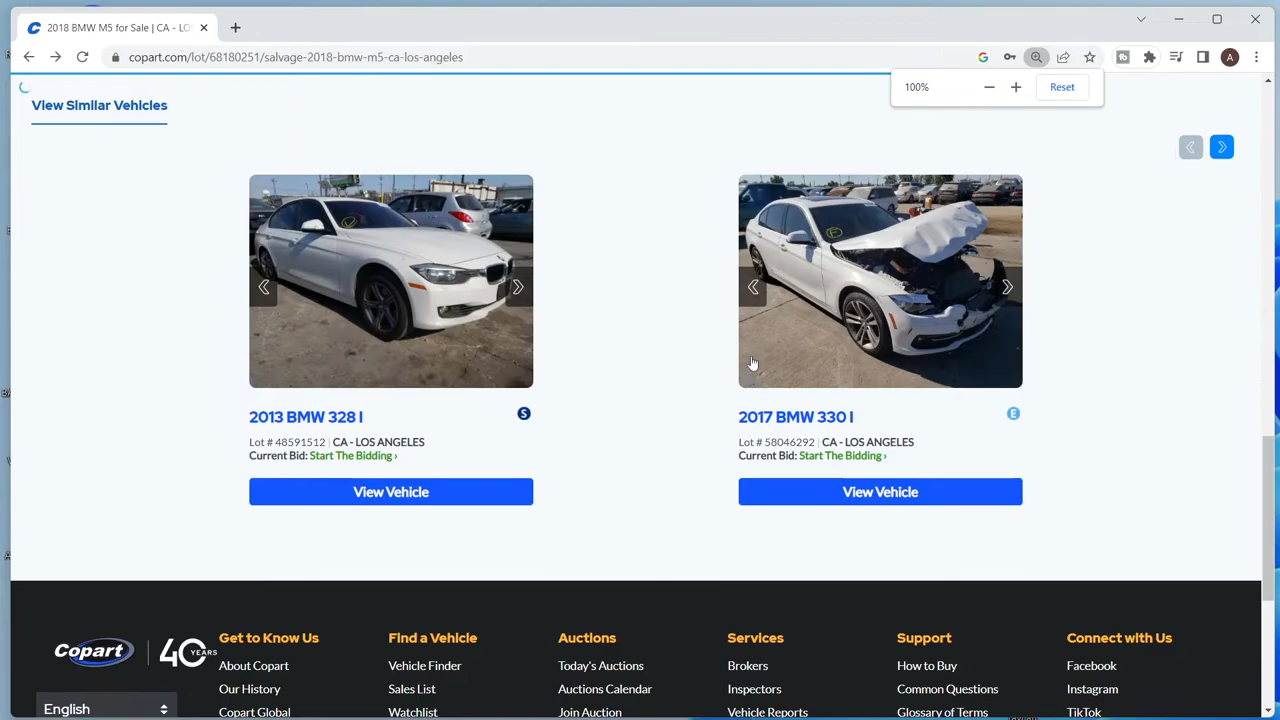 2018 BMW M5 for Sale | CA - LOS
copart.com/lot/68180251/salvage-2018-bmw-m5-ca-los-angeles
A
100%
Reset
View Similar Vehicles
2013 BMW 328 I
S
Lot # 48591512 | CA - LOS ANGELES
Current Bid: Start The Bidding ›
View Vehicle
2017 BMW 330 I
E
Lot # 58046292 | CA - LOS ANGELES
Current Bid: Start The Bidding ›
View Vehicle
Copart
40 YEARS
English
Get to Know Us
About Copart
Our History
Copart Global
Find a Vehicle
Vehicle Finder
Sales List
Watchlist
Auctions
Today's Auctions
Auctions Calendar
Join Auction
Services
Brokers
Inspectors
Vehicle Reports
Support
How to Buy
Common Questions
Glossary of Terms
Connect with Us
Facebook
Instagram
TikTok